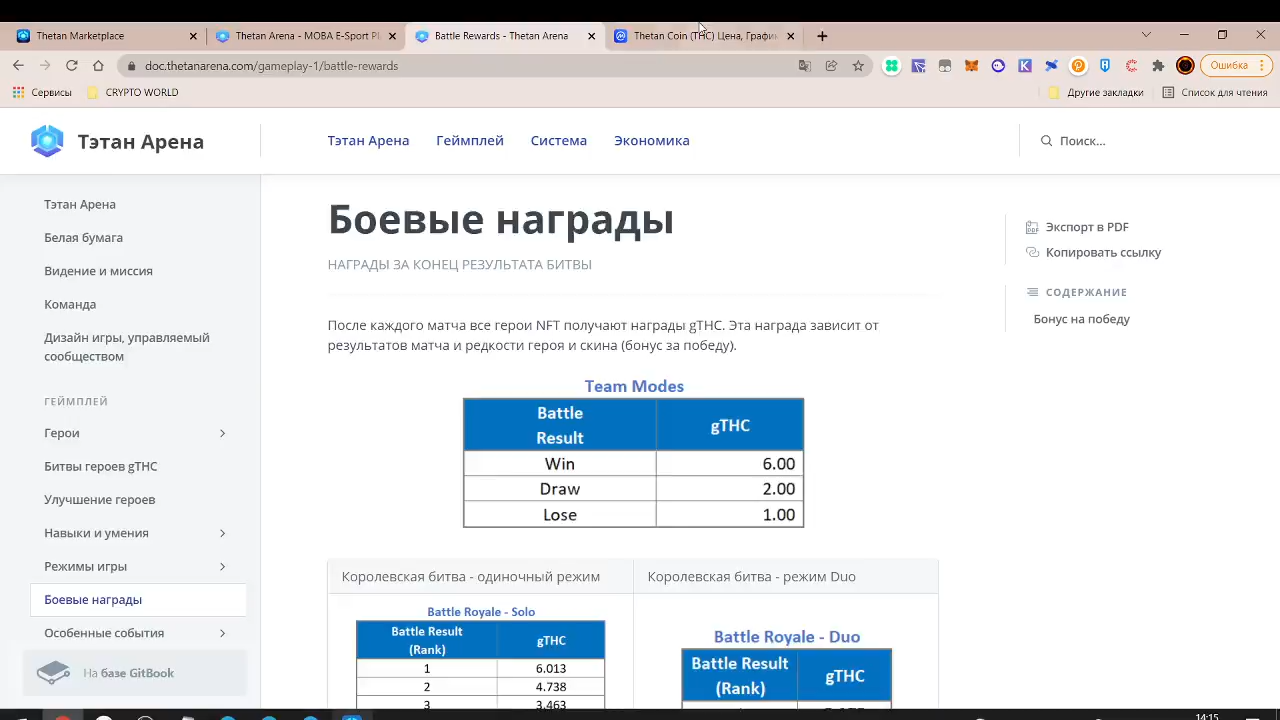 Thetan Marketplace
Thetan Arena - MOBA E-Sport Pl
Battle Rewards - Thetan Arena
Thetan Coin (THC) Цена, График
doc.thetanarena.com/gameplay-1/battle-rewards
Ошибка
Сервисы
CRYPTO WORLD
Другие закладки
Список для чтения
Тэтан Арена
Тэтан Арена
Геймплей
Система
Экономика
Поиск...
Тэтан Арена
Белая бумага
Видение и миссия
Команда
Дизайн игры, управляемый
сообществом
ГЕЙМПЛЕЙ
Герои
Битвы героев gTHC
Улучшение героев
Навыки и умения
Режимы игры
Боевые награды
Особенные события
На базе GitBook
Боевые награды
НАГРАДЫ ЗА КОНЕЦ РЕЗУЛЬТАТА БИТВЫ
После каждого матча все герои NFT получают награды gTHC. Эта награда зависит от
результатов матча и редкости героя и скина (бонус за победу).
Team Modes
Battle
Result
gTHC
Win 6.00
Draw 2.00
Lose 1.00
Королевская битва - одиночный режим
Королевская битва - режим Duo
Battle Royale - Solo
Battle Result
(Rank)
gTHC
1 6.013
2 4.738
3 3.463
Battle Royale - Duo
Battle Result
(Rank)
gTHC
Экспорт в PDF
Копировать ссылку
СОДЕРЖАНИЕ
Бонус на победу
14:15